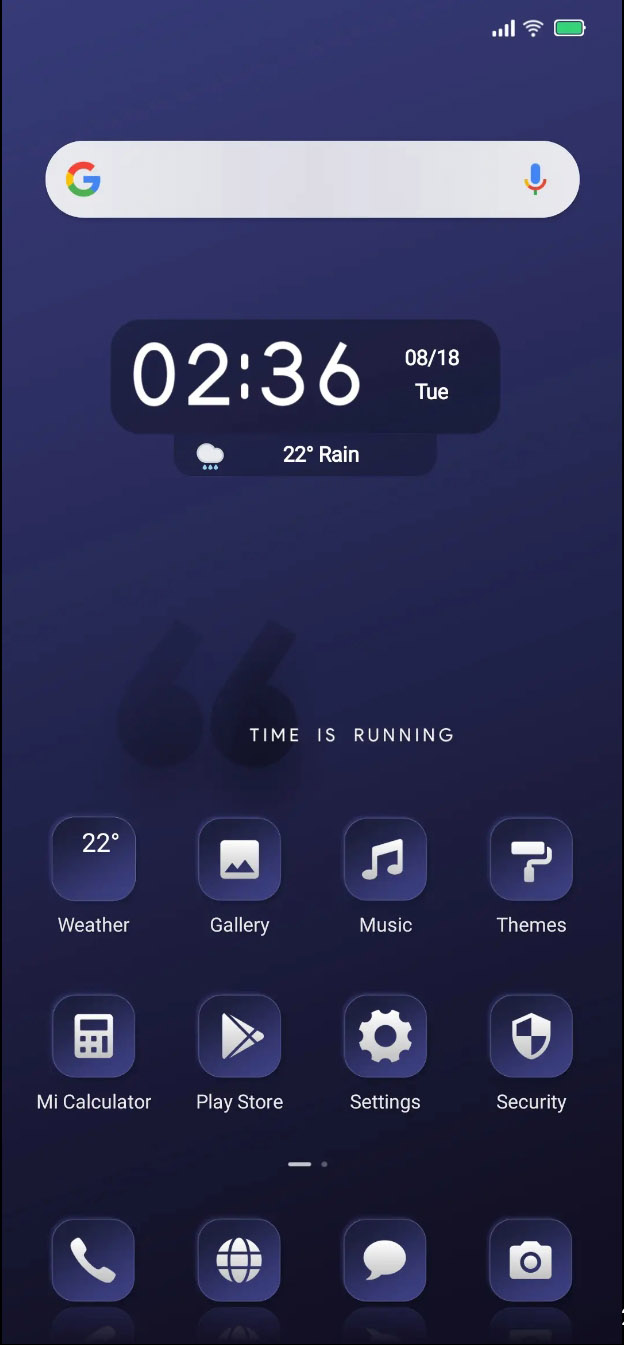 02:36
08/18
Tue
22° Rain
TIME IS RUNNING
22°
Weather
Gallery
Music
Themes
Mi Calculator
Play Store
Settings
Security